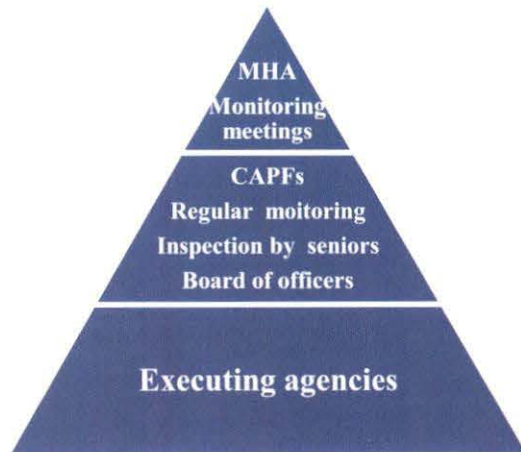 MHA
Monitoring
meetings
CAPFs
Regular moitoring
Inspection by seniors
Board of officers
Executing agencies